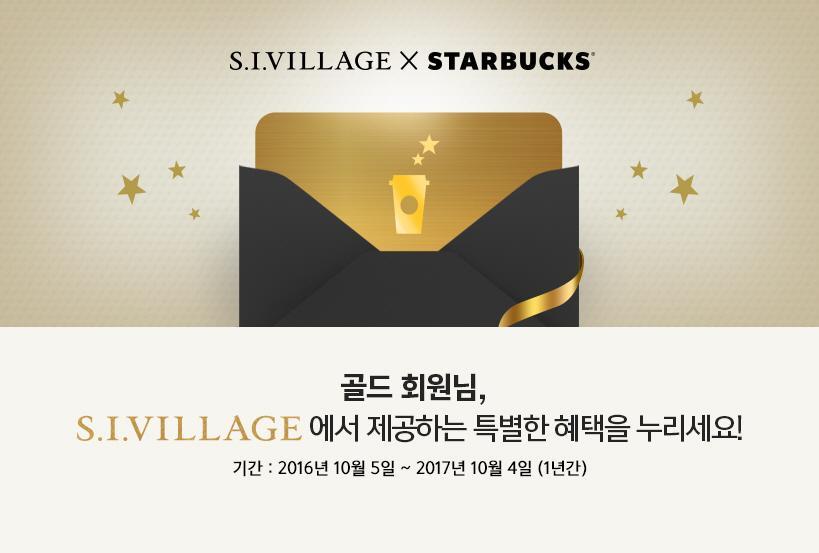 S.I.VILLAGE X STARBUCKS®
골드 회원님,
S.I.VILLAGE 에서 제공하는 특별한 혜택을 누리세요!
기간 : 2016년 10월 5일 ~ 2017년 10월 4일 (1년간)